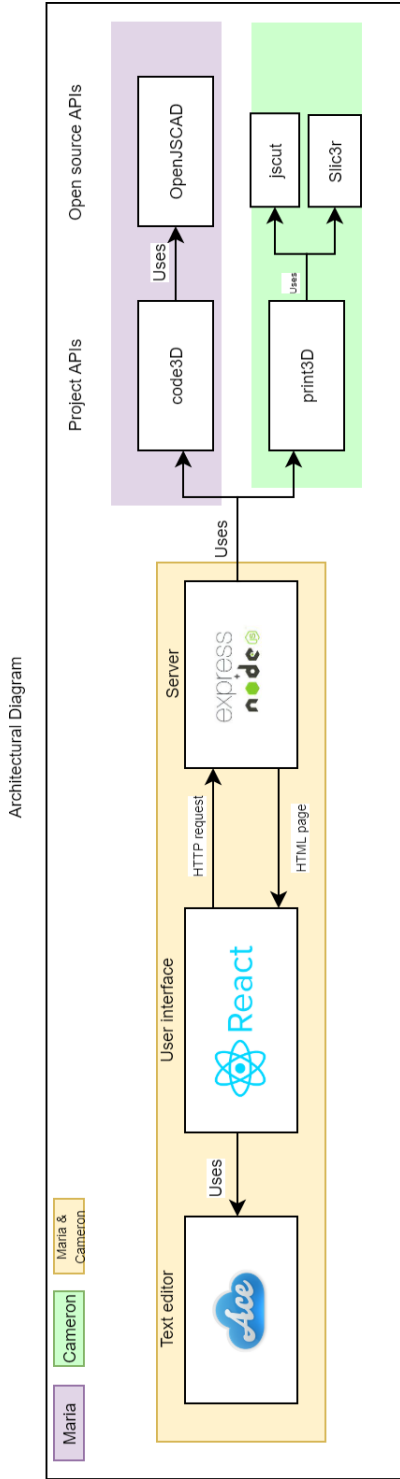 Architectural Diagram
Maria
Cameron
Maria &
Cameron
Project APIs
Open source APIs
Text editor
User interface
Server
Ace
Uses
React
HTTP request
HTML page
express
node
JS
Uses
code3D
Uses
OpenJSCAD
print3D
Uses
jscut
Slic3r